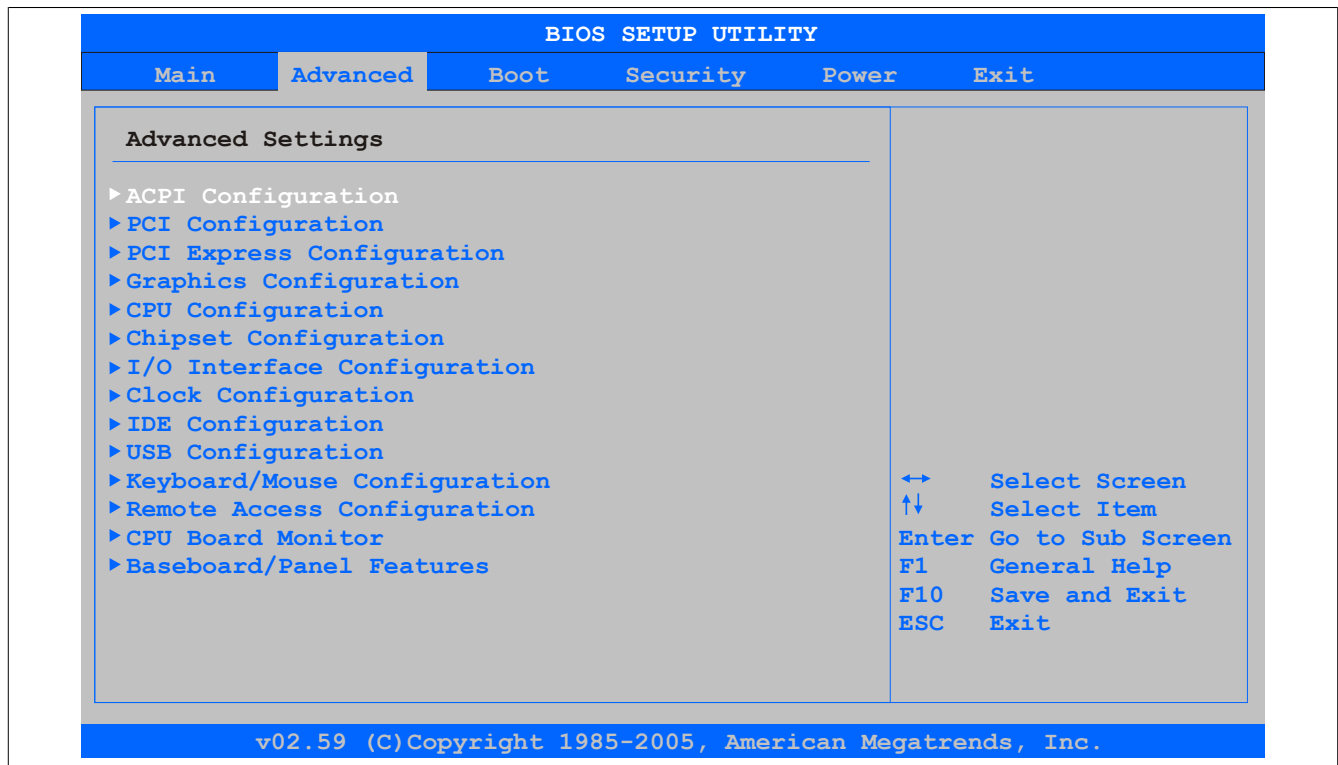 BIOS SETUP UTILITY
Main Advanced Boot Security Power Exit
Advanced Settings
ACPI Configuration
PCI Configuration
PCI Express Configuration
Graphics Configuration
CPU Configuration
Chipset Configuration
I/O Interface Configuration
Clock Configuration
IDE Configuration
USB Configuration
Keyboard/Mouse Configuration
Remote Access Configuration
CPU Board Monitor
Baseboard/Panel Features
↔ Select Screen
↑↓ Select Item
Enter Go to Sub Screen
F1 General Help
F10 Save and Exit
ESC Exit
v02.59 (C)Copyright 1985-2005, American Megatrends, Inc.